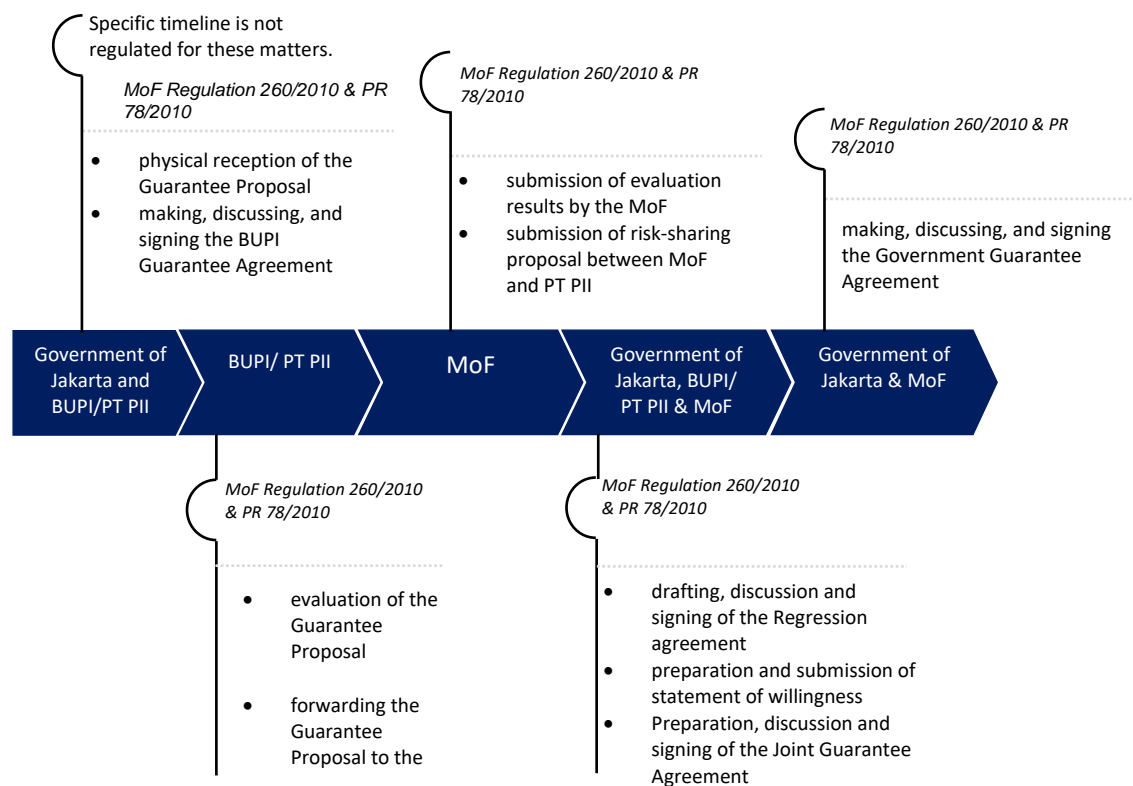 Specific timeline is not
regulated for these matters.
MoF Regulation 260/2010 & PR
78/2010
• physical reception of the
Guarantee Proposal
• making, discussing, and
signing the BUPI
Guarantee Agreement
MoF Regulation 260/2010 & PR
78/2010
• submission of evaluation
results by the MoF
• submission of risk-sharing
proposal between MoF
and PT PII
MoF Regulation 260/2010 & PR
78/2010
making, discussing, and signing
the Government Guarantee
Agreement
Government of
Jakarta and
BUPI/PT PII
BUPI/ PT PII
MoF
Government of
Jakarta, BUPI/
PT PII & MoF
Government of
Jakarta & MoF
MoF Regulation 260/2010
& PR 78/2010
• evaluation of the
Guarantee
Proposal
• forwarding the
Guarantee
Proposal to the
MoF Regulation 260/2010
& PR 78/2010
• drafting, discussion and
signing of the Regression
agreement
• preparation and submission of
statement of willingness
• Preparation, discussion and
signing of the Joint Guarantee
Agreement